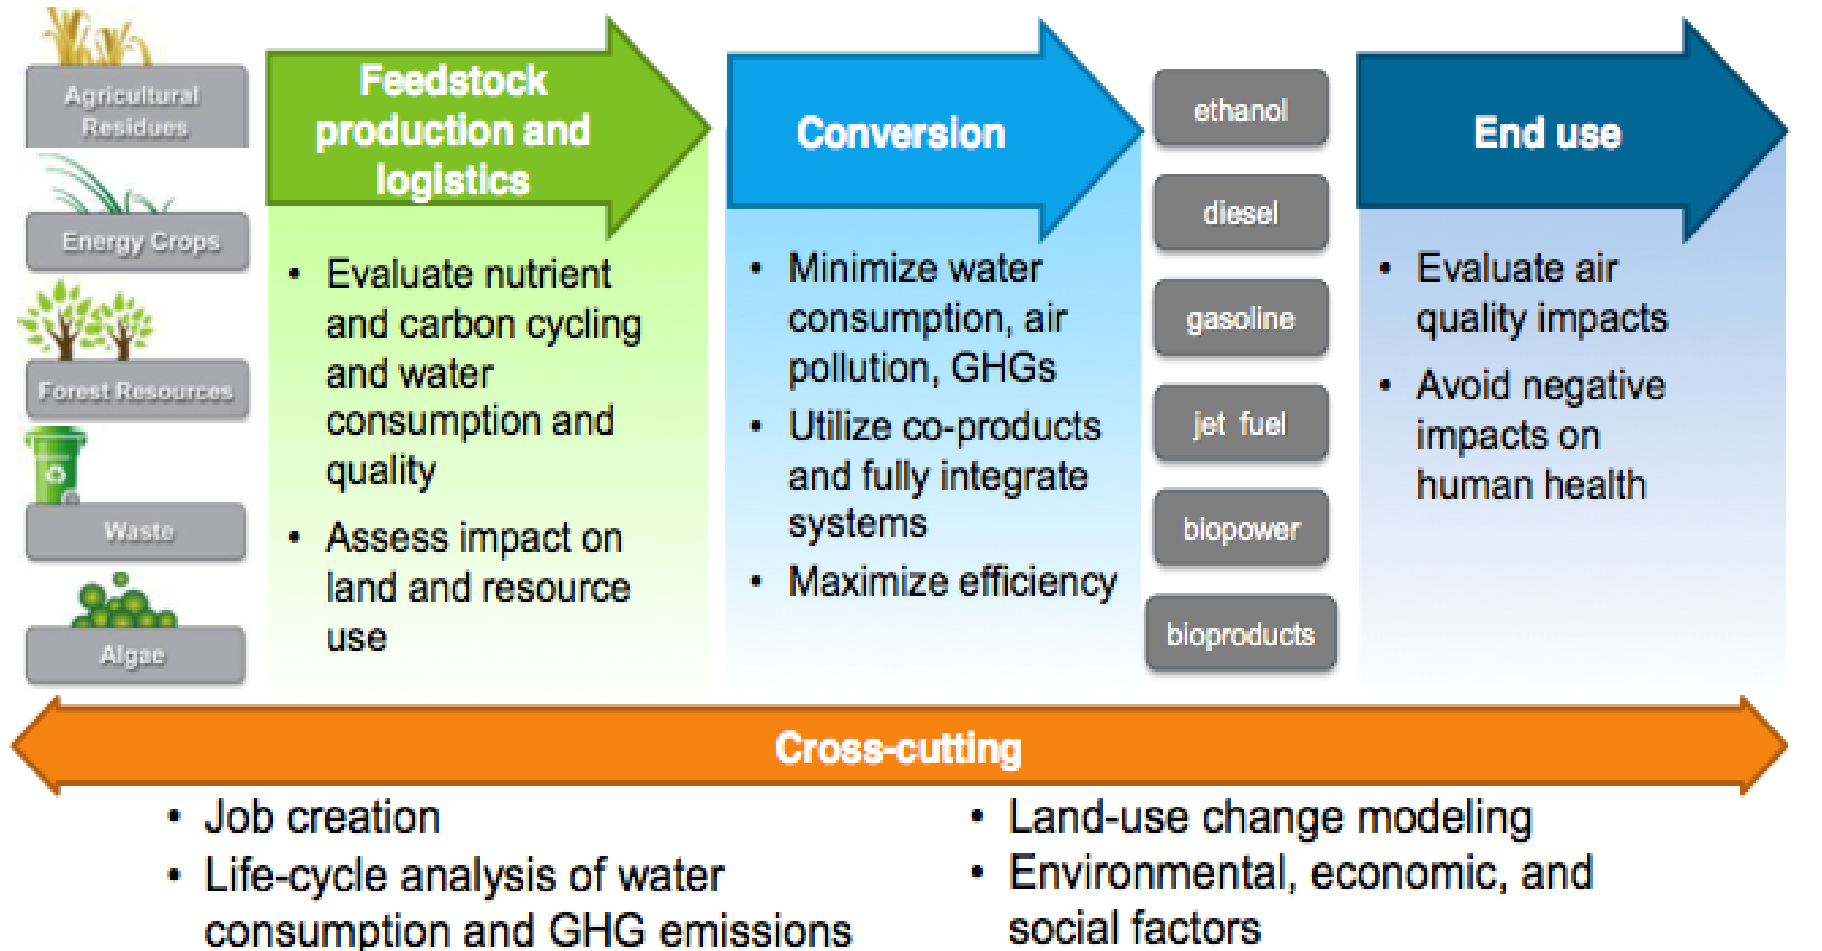 Agricultural
Residues
Energy Crops
Forest Resources
Waste
Algae
Feedstock
production and
logistics
• Evaluate nutrient
and carbon cycling
and water
consumption and
quality
• Assess impact on
land and resource
use
Conversion
• Minimize water
consumption, air
pollution, GHGs
• Utilize co-products
and fully integrate
systems
• Maximize efficiency
ethanol
diesel
gasoline
jet fuel
biopower
bioproducts
End use
• Evaluate air
quality impacts
• Avoid negative
impacts on
human health
Cross-cutting
• Job creation
• Life-cycle analysis of water
consumption and GHG emissions
• Land-use change modeling
• Environmental, economic, and
social factors